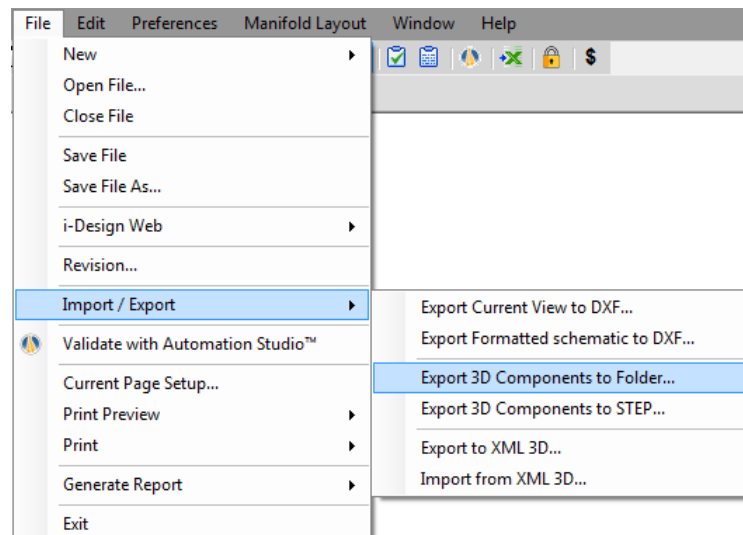 File Edit Preferences Manifold Layout Window Help
New
Open File...
Close File
Save File
Save File As...
i-Design Web
Revision...
Import / Export
Export Current View to DXF...
Export Formatted schematic to DXF...
Validate with Automation Studio™
Export 3D Components to Folder...
Current Page Setup...
Export 3D Components to STEP...
Print Preview
Print
Export to XML 3D...
Import from XML 3D...
Generate Report
Exit
$